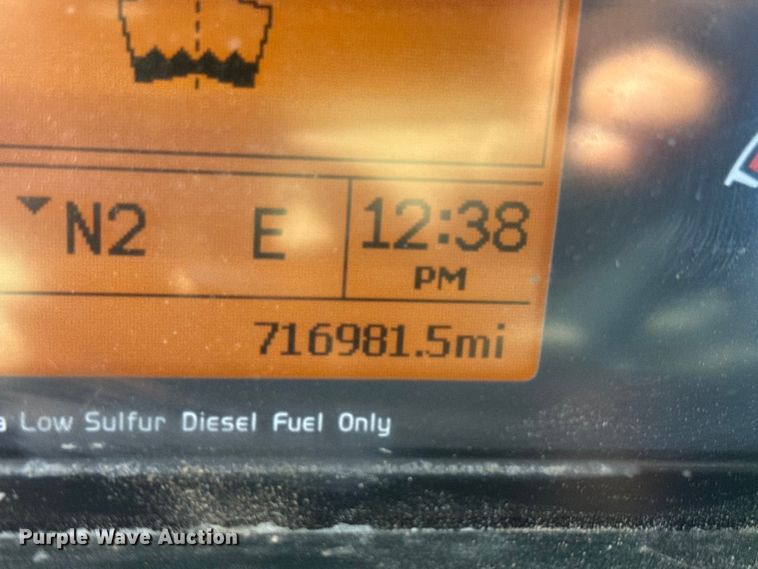 N2 E 12:38
PM
716981.5mi
Low Sulfur Diesel Fuel Only
Purple Wave Auction